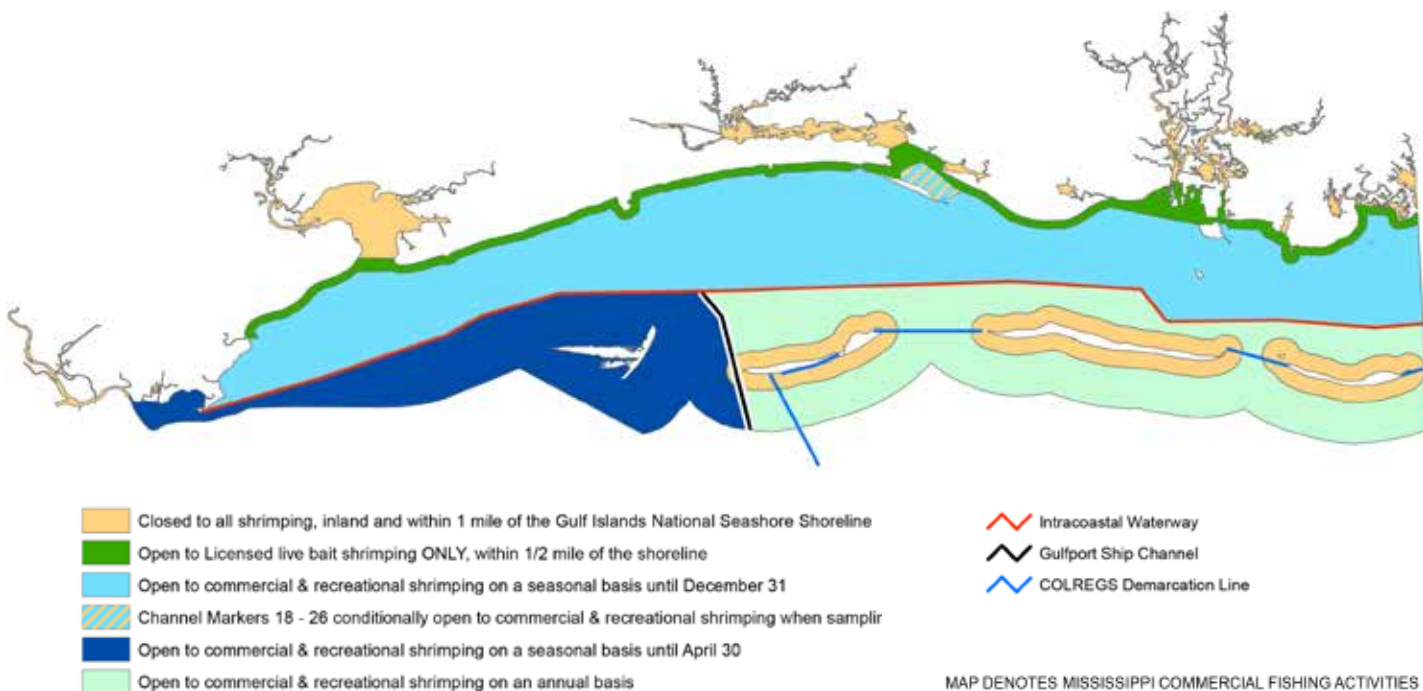 Closed to all shrimping, inland and within 1 mile of the Gulf Islands National Seashore Shoreline
Open to Licensed live bait shrimping ONLY, within 1/2 mile of the shoreline
Open to commercial & recreational shrimping on a seasonal basis until December 31
Channel Markers 18 - 26 conditionally open to commercial & recreational shrimping when samplir
Open to commercial & recreational shrimping on a seasonal basis until April 30
Open to commercial & recreational shrimping on an annual basis
Intracoastal Waterway
Gulfport Ship Channel
COLREGS Demarcation Line
MAP DENOTES MISSISSIPPI COMMERCIAL FISHING ACTIVITIES